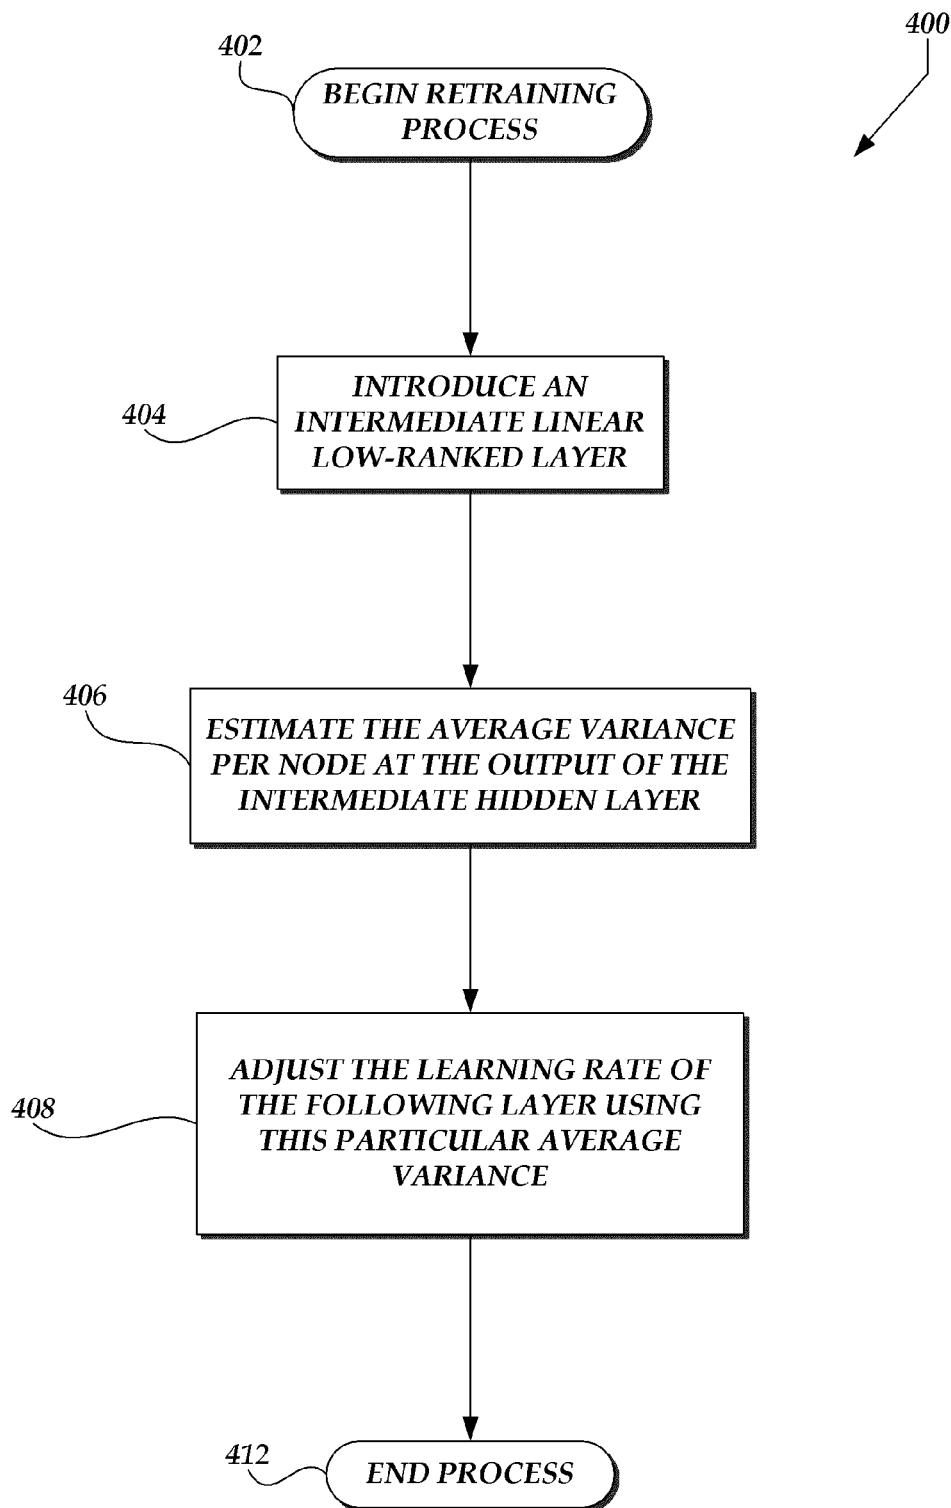 400
402
BEGIN RETRAINING
PROCESS
404
INTRODUCE AN
INTERMEDIATE LINEAR
LOW-RANKED LAYER
406
ESTIMATE THE AVERAGE VARIANCE
PER NODE AT THE OUTPUT OF THE
INTERMEDIATE HIDDEN LAYER
408
ADJUST THE LEARNING RATE OF
THE FOLLOWING LAYER USING
THIS PARTICULAR AVERAGE
VARIANCE
412
END PROCESS